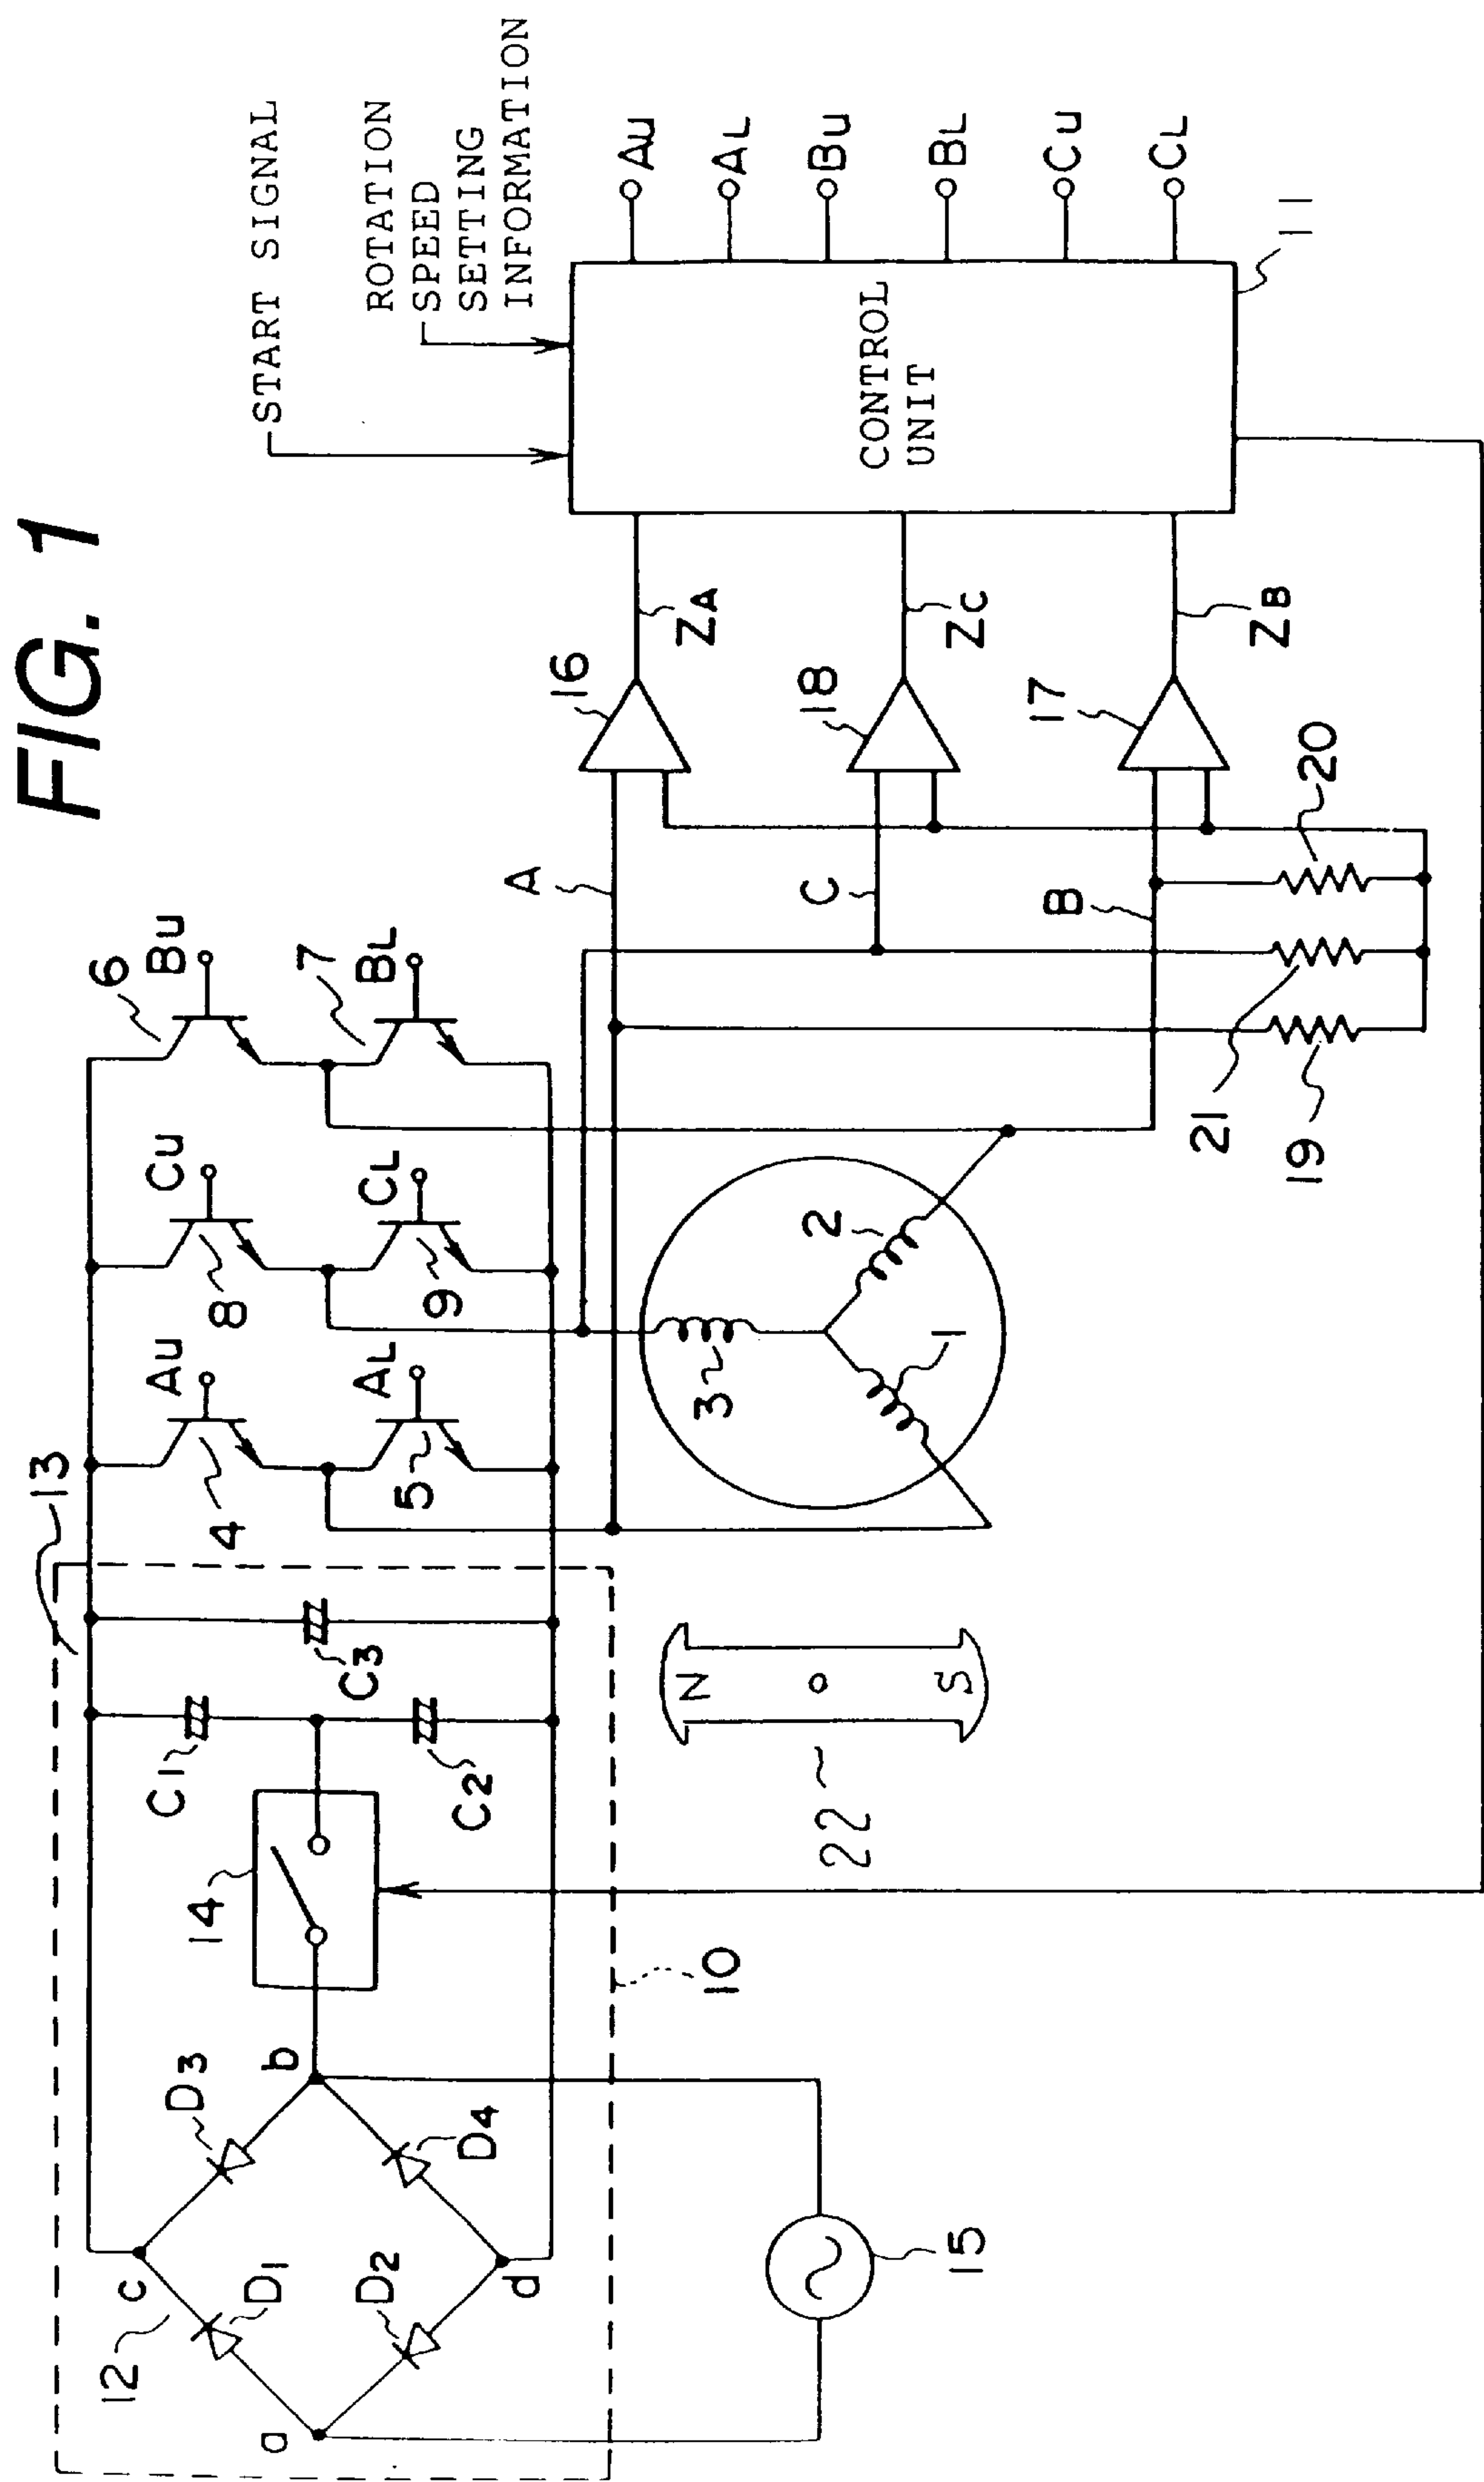 FIG. 1
START SIGNAL
ROTATION
SPEED
SETTING
INFORMATION
13
10
12
c
D1
D3
a
b
D2
D4
d
14
C1
C2
C3
15
22
N
S
4
Au
5
AL
8
Cu
9
CL
6
Bu
7
BL
3
2
1
A
C
B
19
21
20
16
18
17
ZA
ZC
ZB
CONTROL
UNIT
11
Au
AL
Bu
BL
Cu
CL